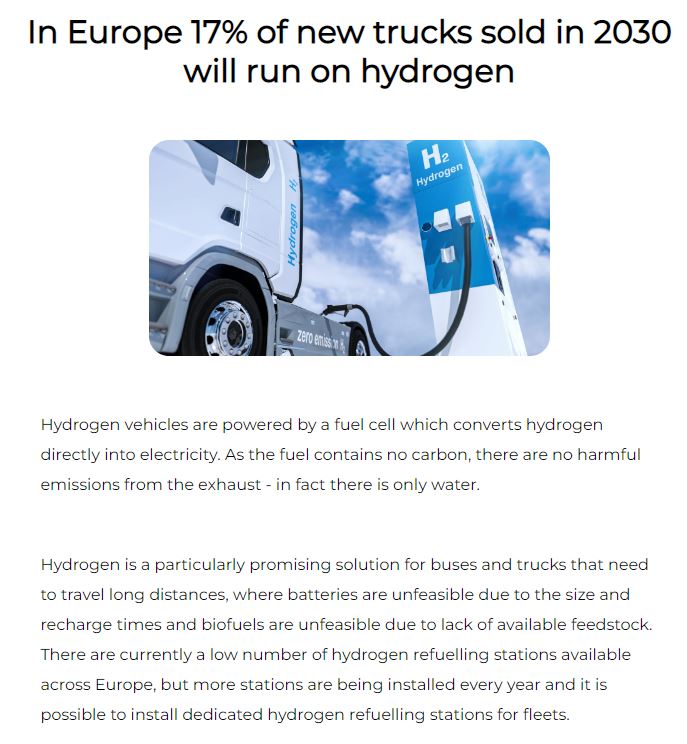 In Europe 17% of new trucks sold in 2030
will run on hydrogen
H2
Hydrogen
Hydrogen H2
zero emission H2
Hydrogen vehicles are powered by a fuel cell which converts hydrogen
directly into electricity. As the fuel contains no carbon, there are no harmful
emissions from the exhaust - in fact there is only water.
Hydrogen is a particularly promising solution for buses and trucks that need
to travel long distances, where batteries are unfeasible due to the size and
recharge times and biofuels are unfeasible due to lack of available feedstock.
There are currently a low number of hydrogen refuelling stations available
across Europe, but more stations are being installed every year and it is
possible to install dedicated hydrogen refuelling stations for fleets.